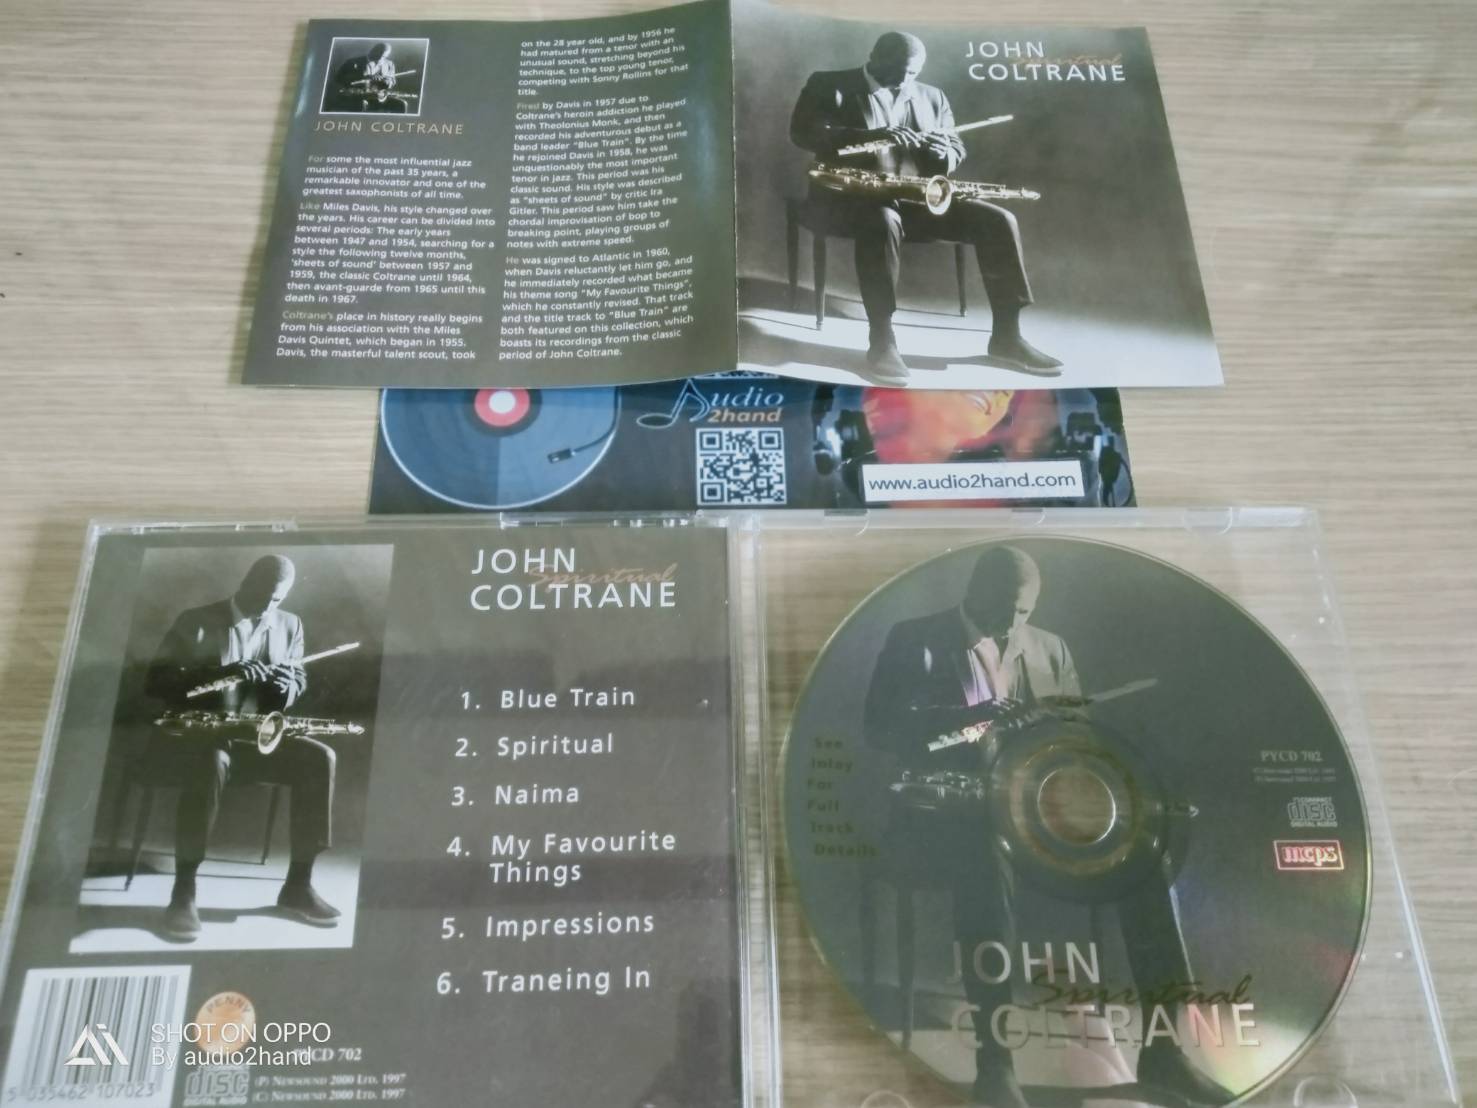 JOHN COLTRANE
For some the most influential jazz
musician of the past 35 years, a
remarkable innovator and one of the
greatest saxophonists of all time.
Like Miles Davis, his style changed over
the years. His career can be divided into
several periods: The early years
between 1947 and 1954, searching for a
style the following twelve months,
'sheets of sound' between 1957 and
1959, the classic Coltrane until 1964,
then avant-guarde from 1965 until this
death in 1967.
Coltrane's place in history really begins
from his association with the Miles
Davis Quintet, which began in 1955.
Davis, the masterful talent scout, took
on the 28 year old, and by 1956 he
had matured from a tenor with an
unusual sound, stretching beyond his
technique, to the top young tenor,
competing with Sonny Rollins for that
title.
Fired by Davis in 1957 due to
Coltrane's heroin addiction he played
with Theolonius Monk, and then
recorded his adventurous debut as a
band leader "Blue Train". By the time
he rejoined Davis in 1958, he was
unquestionably the most important
tenor in jazz. This period was his
classic sound. His style was described
as "sheets of sound" by critic Ira
Gitler. This period saw him take the
chordal improvisation of bop to
breaking point, playing groups of
notes with extreme speed.
He was signed to Atlantic in 1960,
when Davis reluctantly let him go, and
he immediately recorded what became
his theme song "My Favourite Things",
which he constantly revised. That track
and the title track to "Blue Train" are
both featured on this collection, which
boasts its recordings from the classic
period of John Coltrane.
JOHN
Spiritual
COLTRANE
Audio
2hand
www.audio2hand.com
JOHN
Spiritual
COLTRANE
1. Blue Train
2. Spiritual
3. Naima
4. My Favourite
Things
5. Impressions
6. Traneing In
PENNY
CD 702
5 035462 107023
disc
DIGITAL AUDIO
(P) NEWSOUND 2000 LTD. 1997
(C) NEWSOUND 2000 LTD. 1997
SHOT ON OPPO
By audio2hand
See
Inlay
For
Full
Track
Details
PYCD 702
COMPACT
disc
DIGITAL AUDIO
mcps
JOHN
Spiritual
COLTRANE